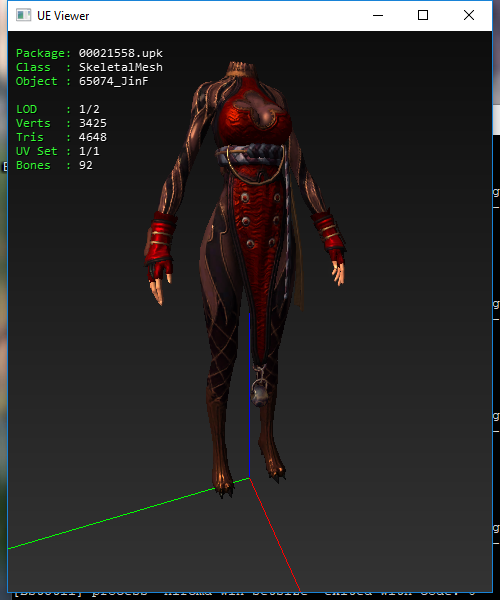 UE Viewer
Package: 00021558.upk
Class : SkeletalMesh
Object : 65074_JinF
LOD : 1/2
Verts : 3425
Tris : 4648
UV Set : 1/1
Bones : 92